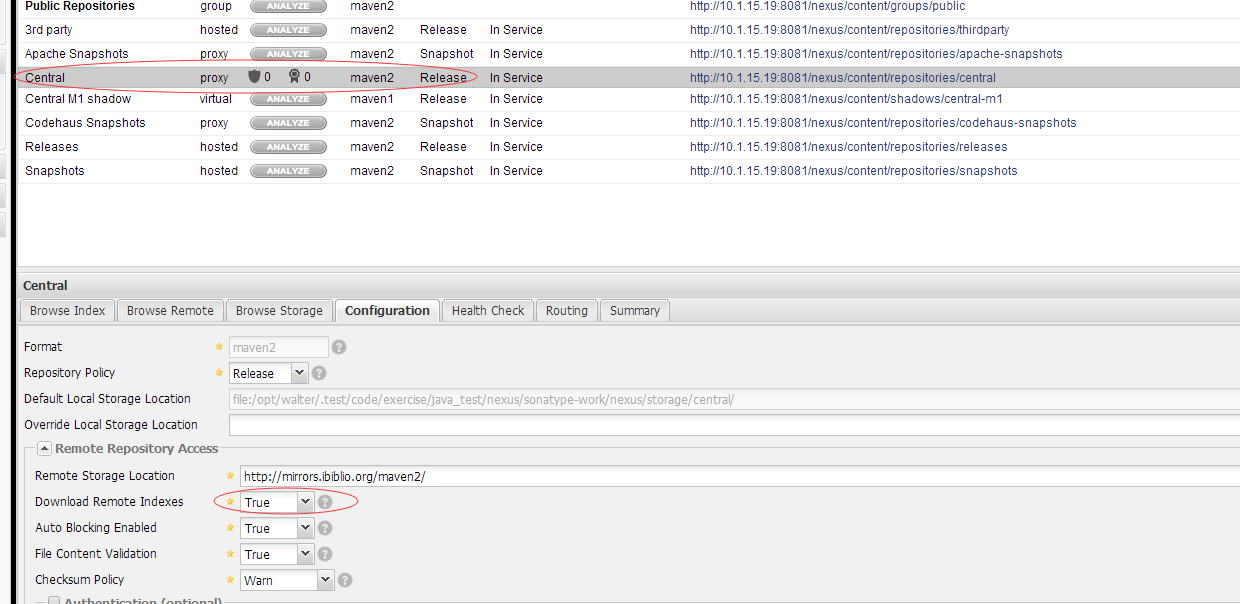 Public Repositories group ANALYZE maven2 http://10.1.15.19:8081/nexus/content/groups/public
3rd party hosted ANALYZE maven2 Release In Service http://10.1.15.19:8081/nexus/content/repositories/thirdparty
Apache Snapshots proxy ANALYZE maven2 Snapshot In Service http://10.1.15.19:8081/nexus/content/repositories/apache-snapshots
Central proxy 0 0 maven2 Release In Service http://10.1.15.19:8081/nexus/content/repositories/central
Central M1 shadow virtual ANALYZE maven1 Release In Service http://10.1.15.19:8081/nexus/content/shadows/central-m1
Codehaus Snapshots proxy ANALYZE maven2 Snapshot In Service http://10.1.15.19:8081/nexus/content/repositories/codehaus-snapshots
Releases hosted ANALYZE maven2 Release In Service http://10.1.15.19:8081/nexus/content/repositories/releases
Snapshots hosted ANALYZE maven2 Snapshot In Service http://10.1.15.19:8081/nexus/content/repositories/snapshots
Central
Browse Index Browse Remote Browse Storage Configuration Health Check Routing Summary
Format maven2 ?
Repository Policy Release ?
Default Local Storage Location file:/opt/walter/.test/code/exercise/java_test/nexus/sonatype-work/nexus/storage/central/
Override Local Storage Location
Remote Repository Access
Remote Storage Location http://mirrors.ibiblio.org/maven2/
Download Remote Indexes True ?
Auto Blocking Enabled True ?
File Content Validation True ?
Checksum Policy Warn ?
Authentication (optional)